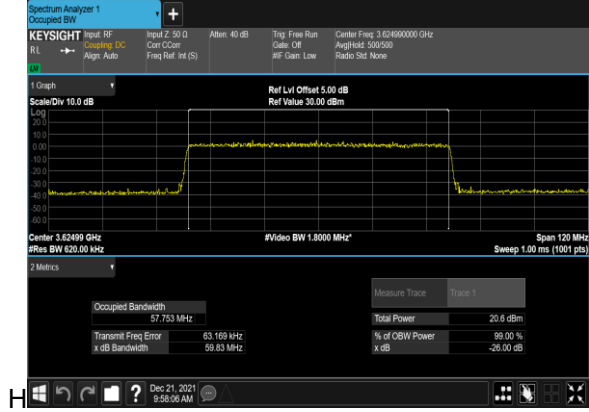 Spectrum Analyzer 1
Occupied BW
+
KEYSIGHT Input: RF Input Z: 50 Ω Atten: 40 dB Trig: Free Run Center Freq: 3.624990000 GHz
RL Coupling: DC Corr CCorr Gate: Off Avg|Hold: 500/500
Align: Auto Freq Ref: Int (S) #IF Gain: Low Radio Std: None
LNI
1 Graph
Ref Lvl Offset 5.00 dB
Scale/Div 10.0 dB Ref Value 30.00 dBm
Log
20.0
10.0
0.00
-10.0
-20.0
-30.0
-40.0
-50.0
-60.0
Center 3.62499 GHz #Video BW 1.8000 MHz* Span 120 MHz
#Res BW 620.00 kHz Sweep 1.00 ms (1001 pts)
2 Metrics
Measure Trace Trace 1
Occupied Bandwidth
57.753 MHz Total Power 20.6 dBm
Transmit Freq Error 63.169 kHz % of OBW Power 99.00 %
x dB Bandwidth 59.83 MHz x dB -26.00 dB
H ? Dec 21, 2021
9:58:06 AM